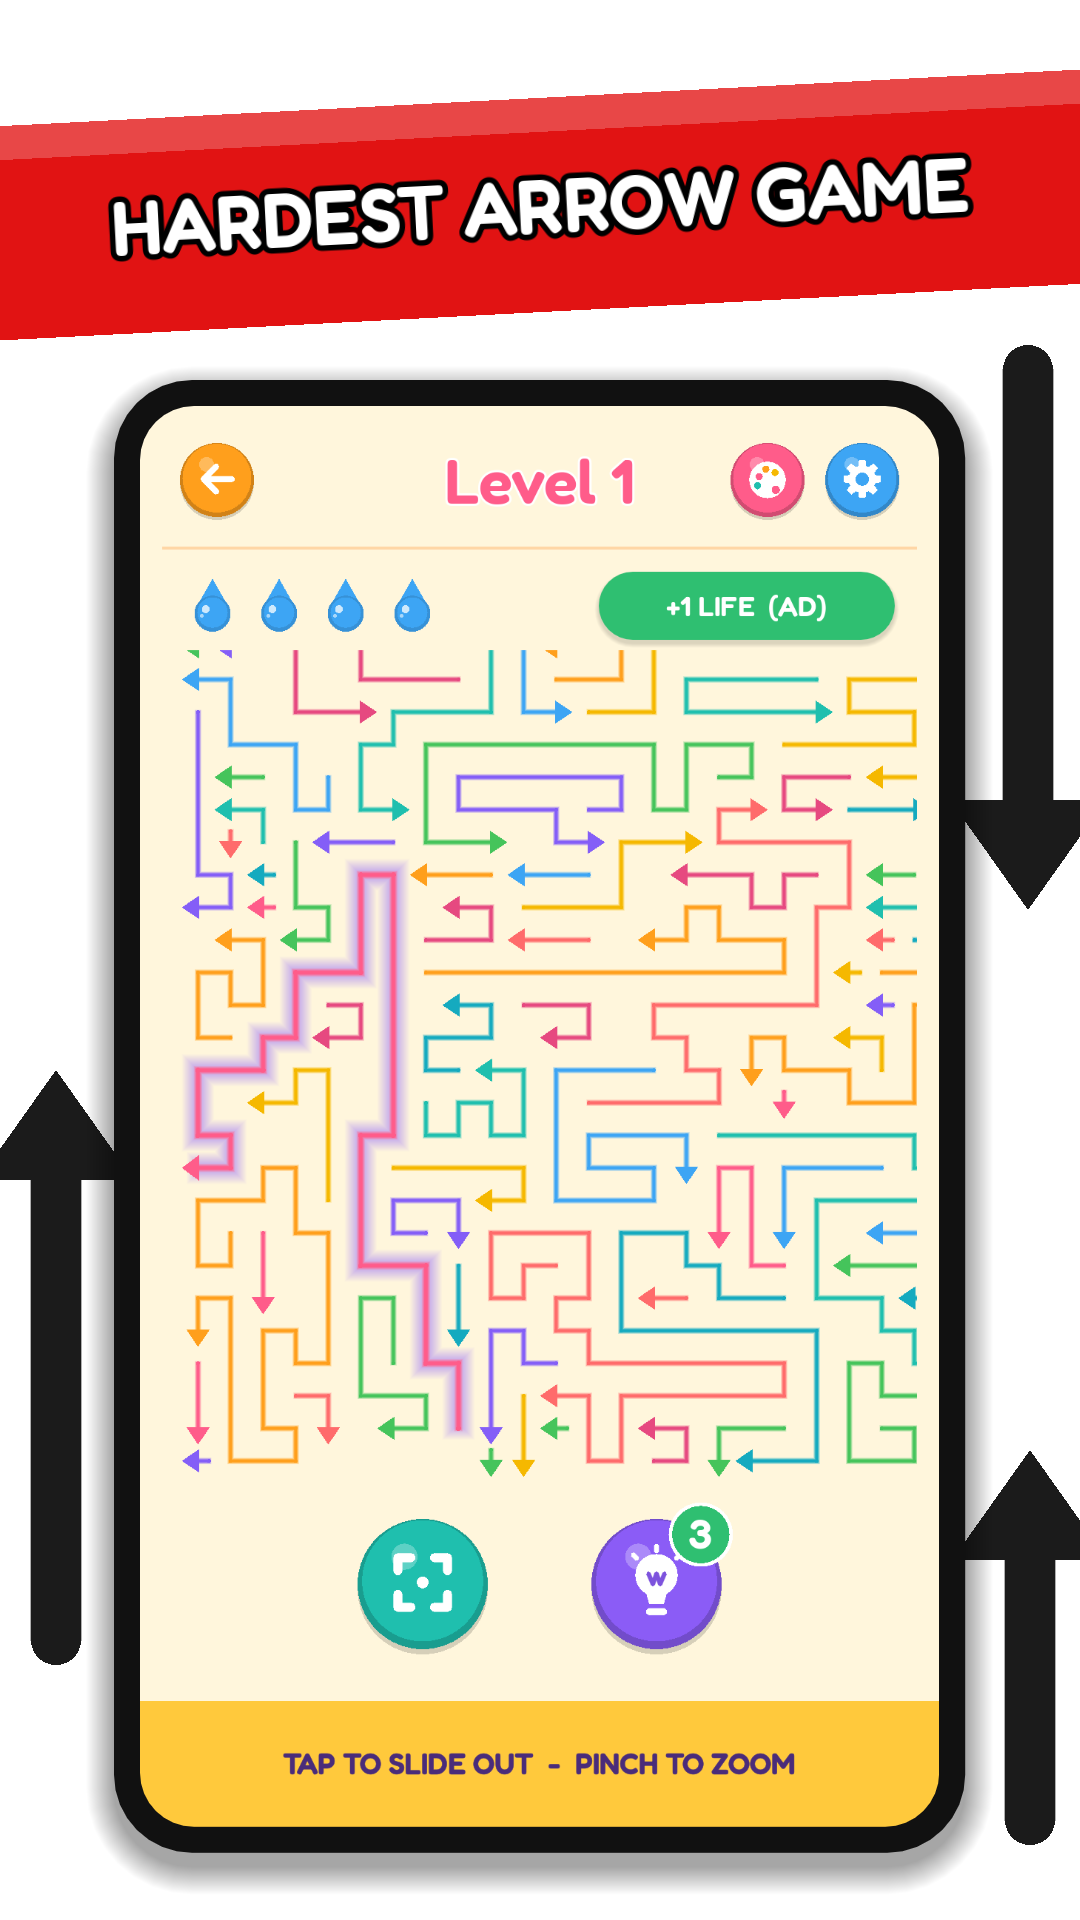 HARDEST ARROW GAME
Level 1
+1 LIFE (AD)
3
W
TAP TO SLIDE OUT - PINCH TO ZOOM